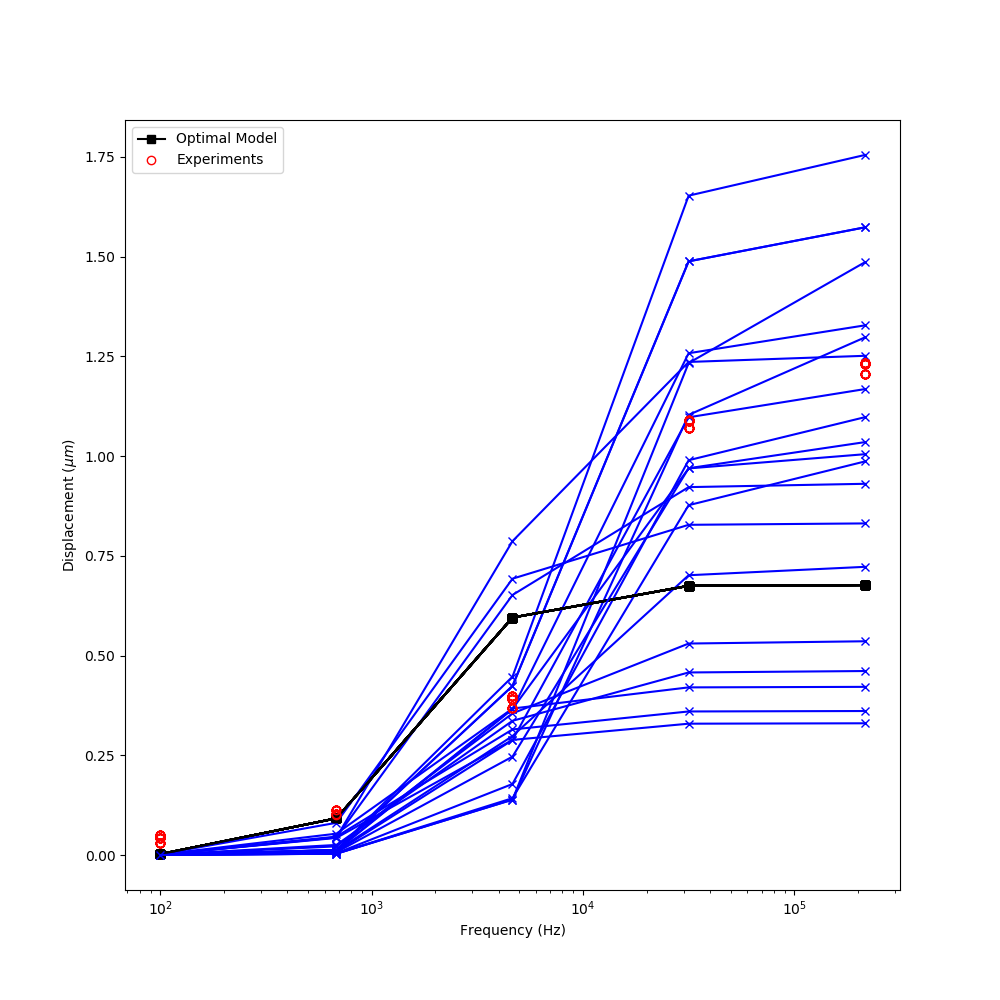 Optimal Model
Experiments
1.75
1.50
1.25
1.00
0.75
0.50
0.25
0.00
Displacement (μm)
10² 10³ 10⁴ 10⁵
Frequency (Hz)